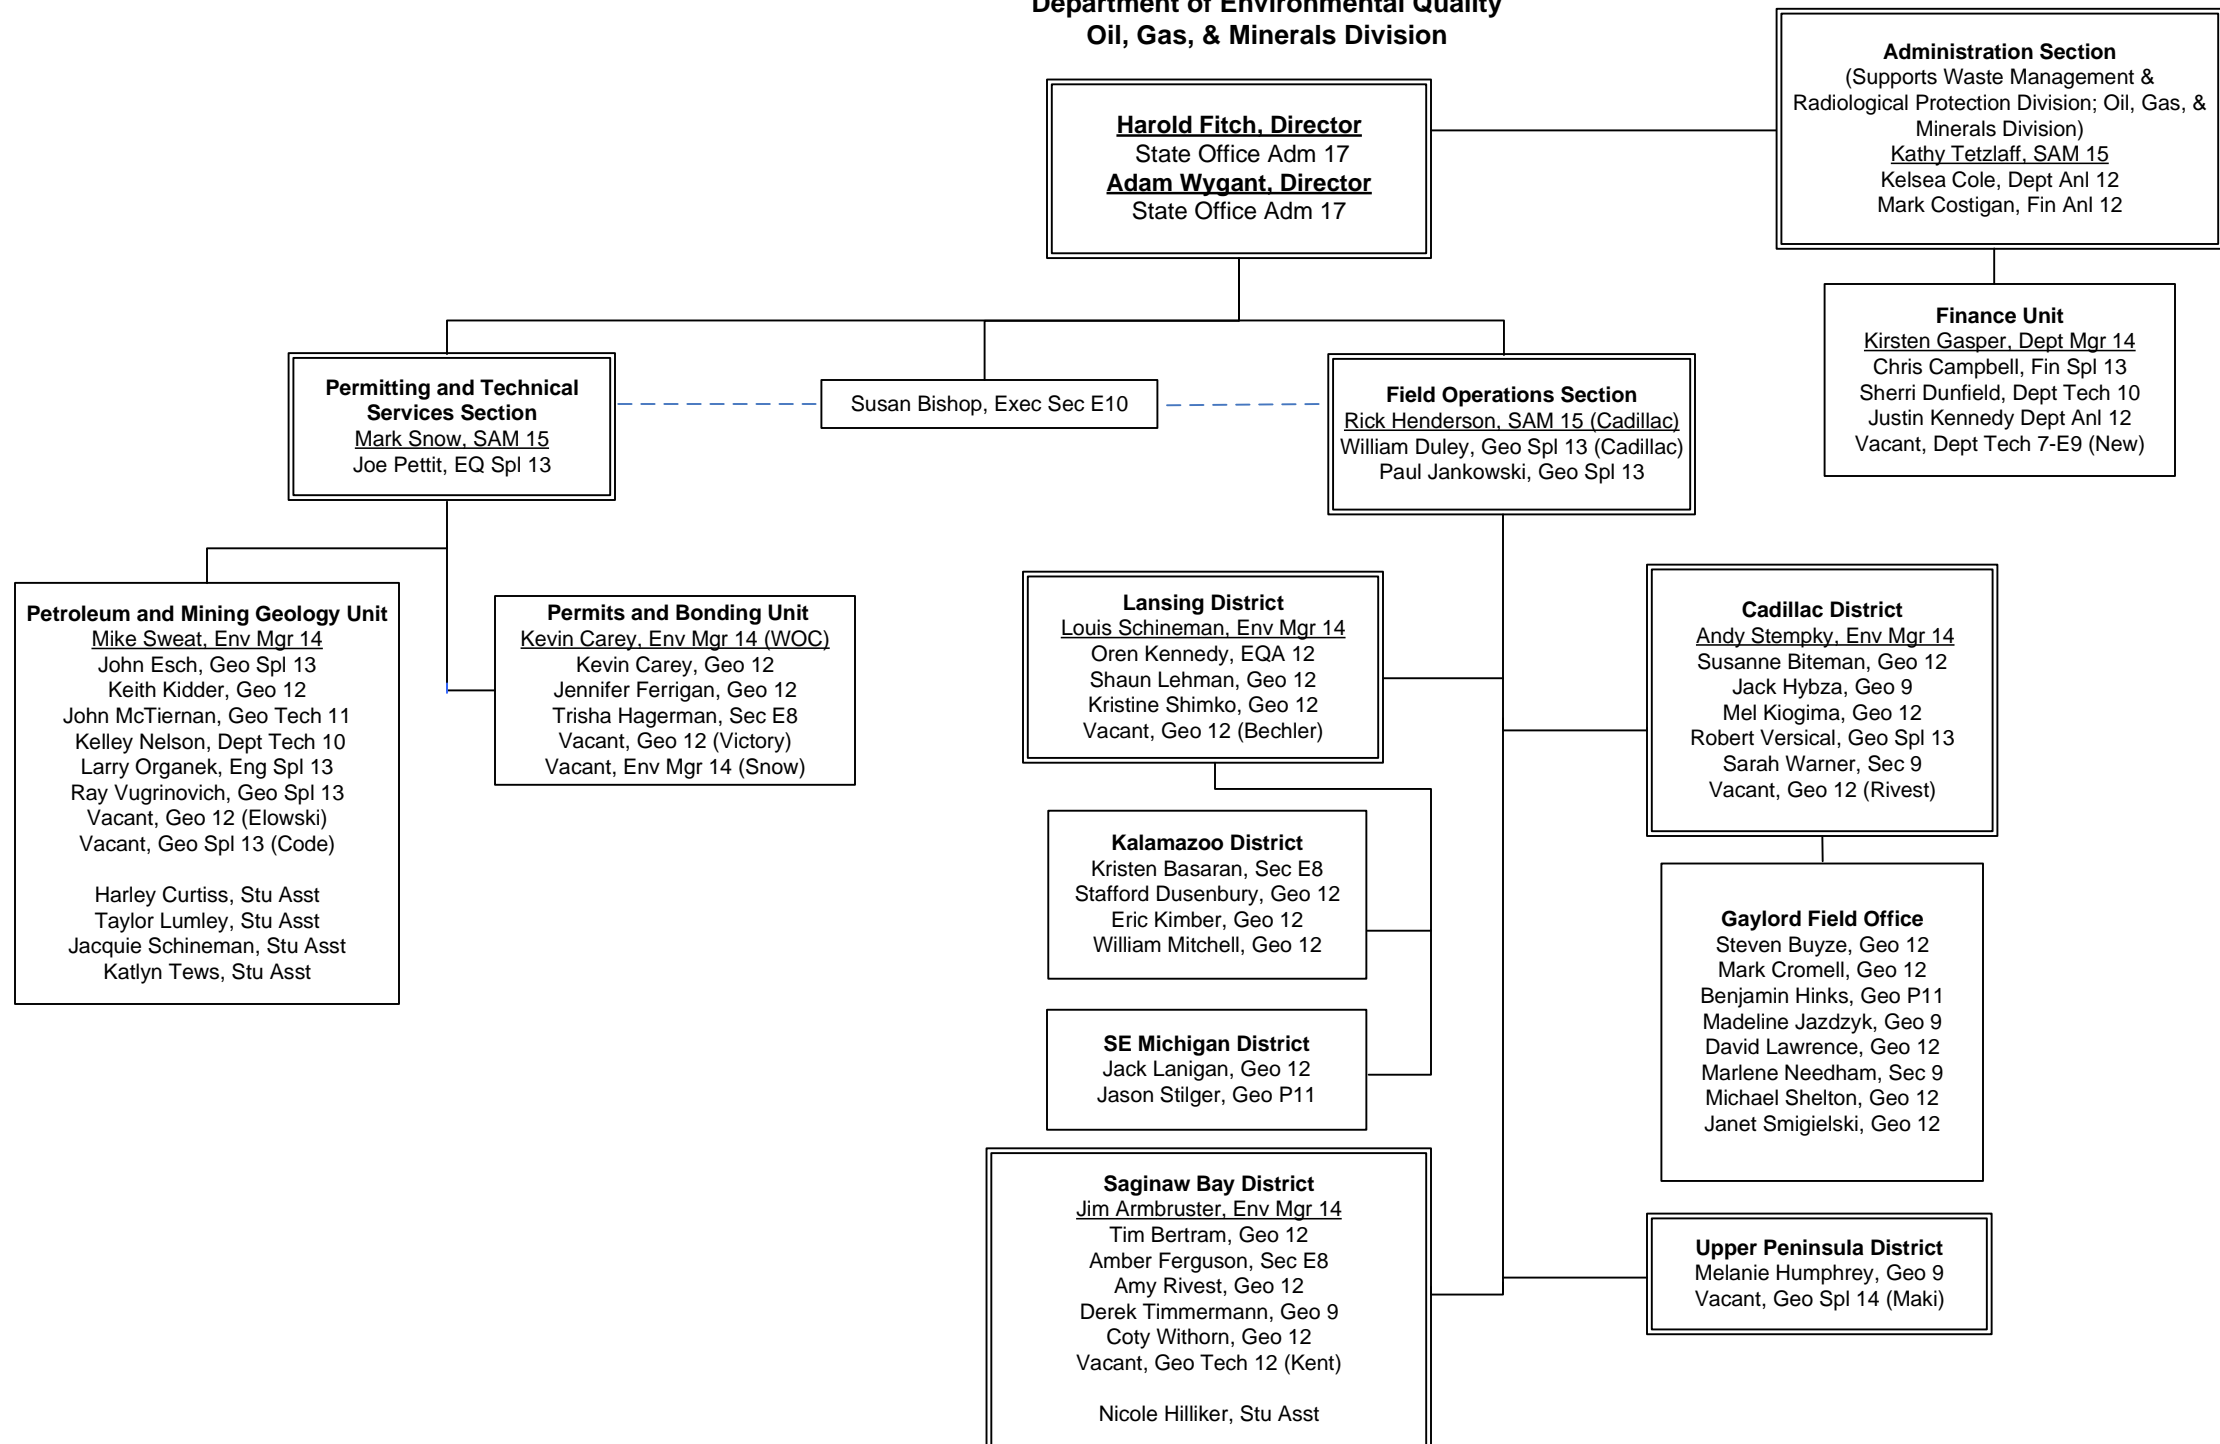 Department of Environmental Quality
Oil, Gas, & Minerals Division
Harold Fitch, Director
State Office Adm 17
Adam Wygant, Director
State Office Adm 17
Administration Section
(Supports Waste Management &
Radiological Protection Division; Oil, Gas, &
Minerals Division)
Kathy Tetzlaff, SAM 15
Kelsea Cole, Dept Anl 12
Mark Costigan, Fin Anl 12
Finance Unit
Kirsten Gasper, Dept Mgr 14
Chris Campbell, Fin Spl 13
Sherri Dunfield, Dept Tech 10
Justin Kennedy Dept Anl 12
Vacant, Dept Tech 7-E9 (New)
Permitting and Technical
Services Section
Mark Snow, SAM 15
Joe Pettit, EQ Spl 13
Susan Bishop, Exec Sec E10
Field Operations Section
Rick Henderson, SAM 15 (Cadillac)
William Duley, Geo Spl 13 (Cadillac)
Paul Jankowski, Geo Spl 13
Petroleum and Mining Geology Unit
Mike Sweat, Env Mgr 14
John Esch, Geo Spl 13
Keith Kidder, Geo 12
John McTiernan, Geo Tech 11
Kelley Nelson, Dept Tech 10
Larry Organek, Eng Spl 13
Ray Vugrinovich, Geo Spl 13
Vacant, Geo 12 (Elowski)
Vacant, Geo Spl 13 (Code)
Harley Curtiss, Stu Asst
Taylor Lumley, Stu Asst
Jacquie Schineman, Stu Asst
Katlyn Tews, Stu Asst
Permits and Bonding Unit
Kevin Carey, Env Mgr 14 (WOC)
Kevin Carey, Geo 12
Jennifer Ferrigan, Geo 12
Trisha Hagerman, Sec E8
Vacant, Geo 12 (Victory)
Vacant, Env Mgr 14 (Snow)
Lansing District
Louis Schineman, Env Mgr 14
Oren Kennedy, EQA 12
Shaun Lehman, Geo 12
Kristine Shimko, Geo 12
Vacant, Geo 12 (Bechler)
Kalamazoo District
Kristen Basaran, Sec E8
Stafford Dusenbury, Geo 12
Eric Kimber, Geo 12
William Mitchell, Geo 12
SE Michigan District
Jack Lanigan, Geo 12
Jason Stilger, Geo P11
Saginaw Bay District
Jim Armbruster, Env Mgr 14
Tim Bertram, Geo 12
Amber Ferguson, Sec E8
Amy Rivest, Geo 12
Derek Timmermann, Geo 9
Coty Withorn, Geo 12
Vacant, Geo Tech 12 (Kent)
Nicole Hilliker, Stu Asst
Cadillac District
Andy Stempky, Env Mgr 14
Susanne Biteman, Geo 12
Jack Hybza, Geo 9
Mel Kiogima, Geo 12
Robert Versical, Geo Spl 13
Sarah Warner, Sec 9
Vacant, Geo 12 (Rivest)
Gaylord Field Office
Steven Buyze, Geo 12
Mark Cromell, Geo 12
Benjamin Hinks, Geo P11
Madeline Jazdzyk, Geo 9
David Lawrence, Geo 12
Marlene Needham, Sec 9
Michael Shelton, Geo 12
Janet Smigielski, Geo 12
Upper Peninsula District
Melanie Humphrey, Geo 9
Vacant, Geo Spl 14 (Maki)